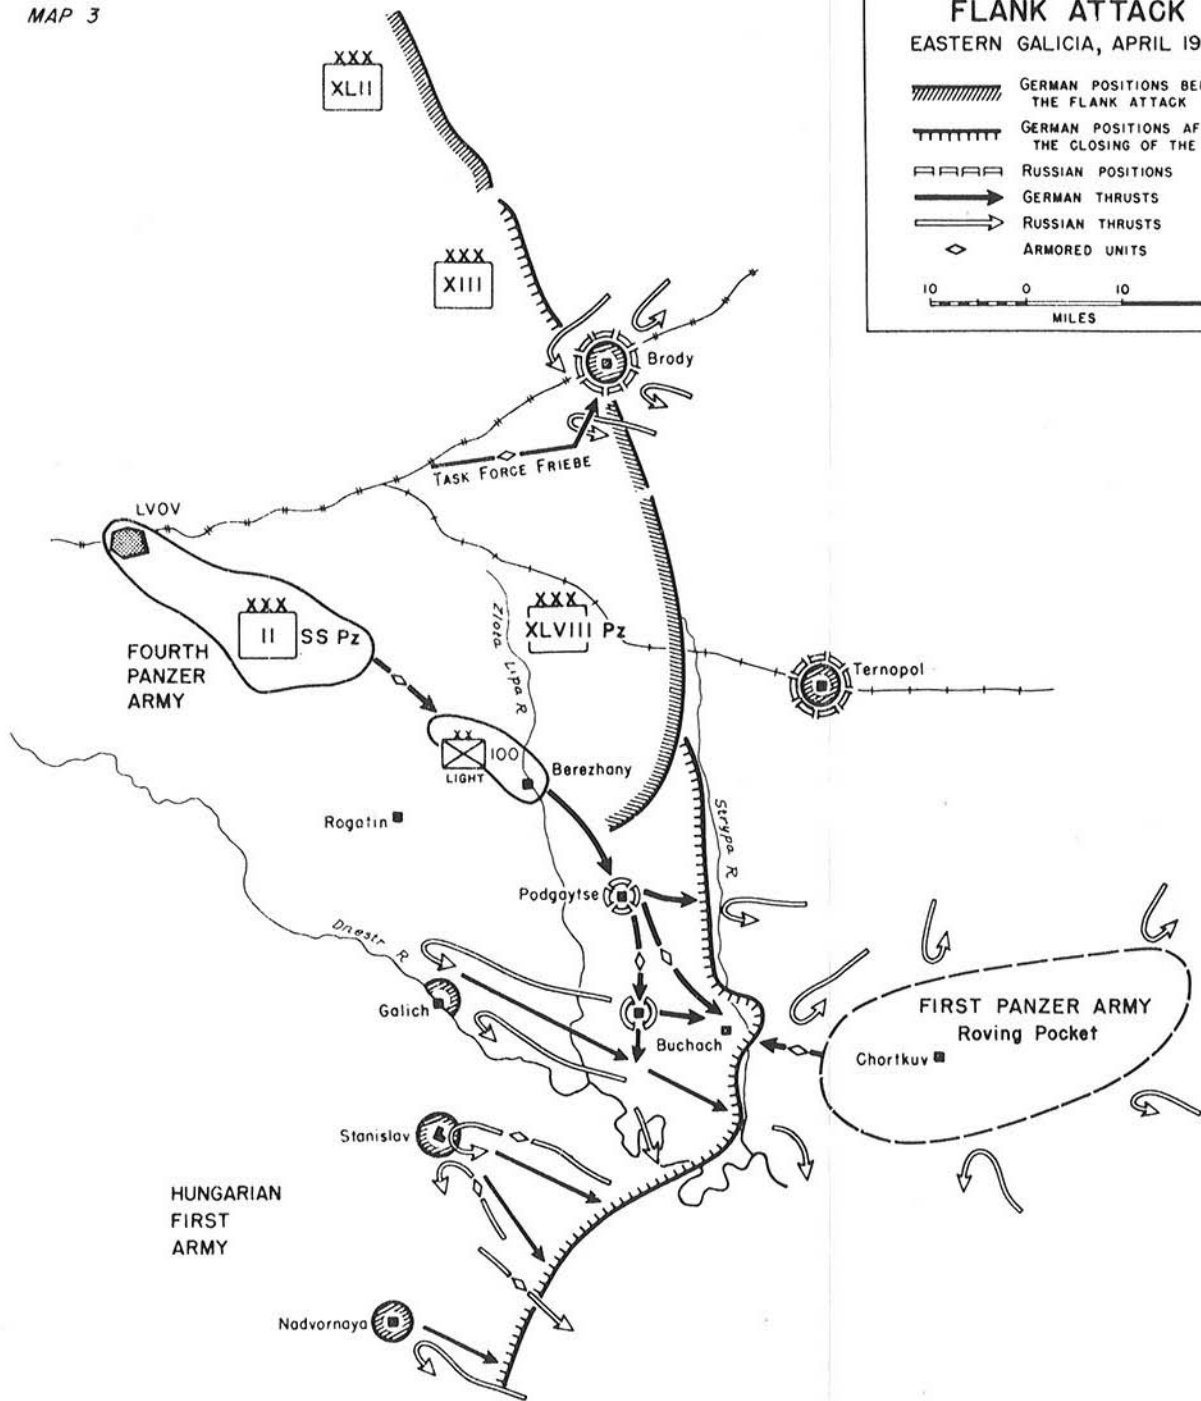 MAP 3
FLANK ATTACK
EASTERN GALICIA, APRIL 19
GERMAN POSITIONS BE
THE FLANK ATTACK
GERMAN POSITIONS AF
THE CLOSING OF THE
RUSSIAN POSITIONS
GERMAN THRUSTS
RUSSIAN THRUSTS
ARMORED UNITS
10 0 10
MILES
XXX
XLII
XXX
XIII
Brody
TASK FORCE FRIEBE
LVOV
XXX
II SS Pz
FOURTH
PANZER
ARMY
Zlota Lipa R
XXX
XLVIII Pz
Ternopol
XX
100
LIGHT
Berezhany
Rogatin
Strypa R
Podgaytse
Dnestr R
Galich
Buchach
FIRST PANZER ARMY
Roving Pocket
Chortkuv
Stanislav
HUNGARIAN
FIRST
ARMY
Nadvornaya